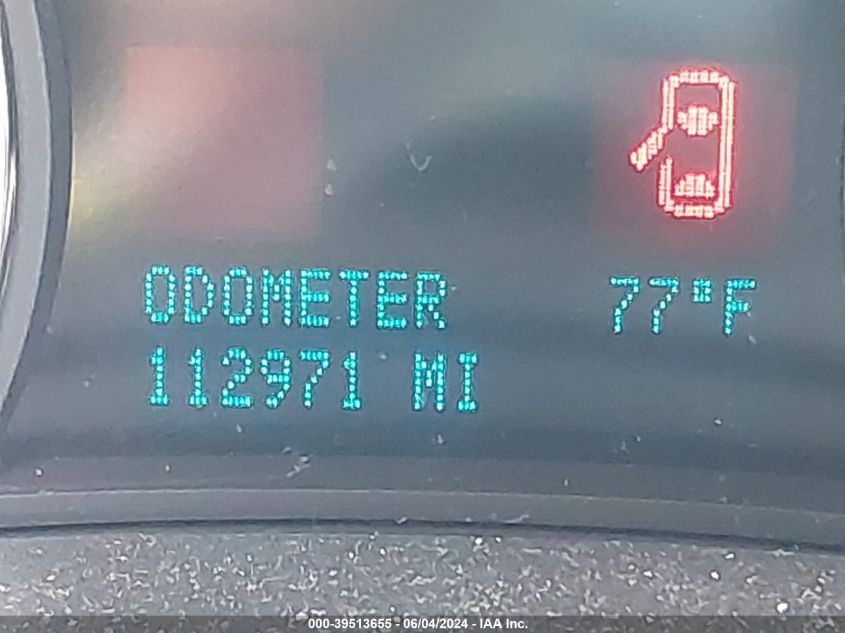 ODOMETER 77°F
112971 MI
000-39513655 - 06/04/2024 - IAA Inc.